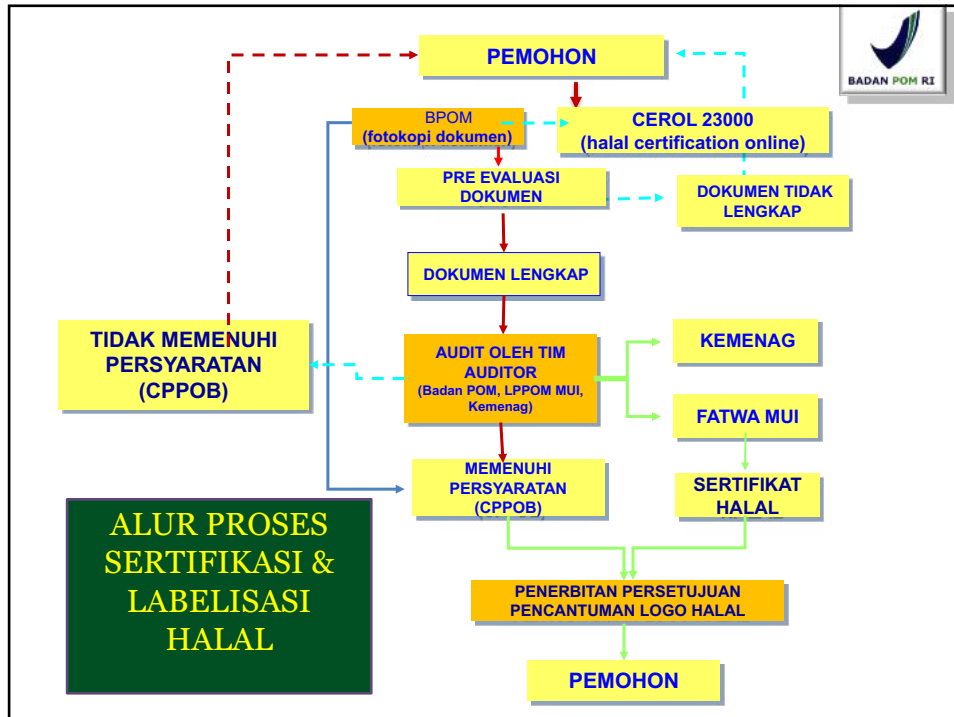 BADAN POM RI
PEMOHON
BPOM
(fotokopi dokumen)
CEROL 23000
(halal certification online)
PRE EVALUASI
DOKUMEN
DOKUMEN TIDAK
LENGKAP
DOKUMEN LENGKAP
TIDAK MEMENUHI
PERSYARATAN
(CPPOB)
AUDIT OLEH TIM
AUDITOR
(Badan POM, LPPOM MUI,
Kemenag)
KEMENAG
FATWA MUI
MEMENUHI
PERSYARATAN
(CPPOB)
SERTIFIKAT
HALAL
ALUR PROSES
SERTIFIKASI &
LABELISASI
HALAL
PENERBITAN PERSETUJUAN
PENCANTUMAN LOGO HALAL
PEMOHON